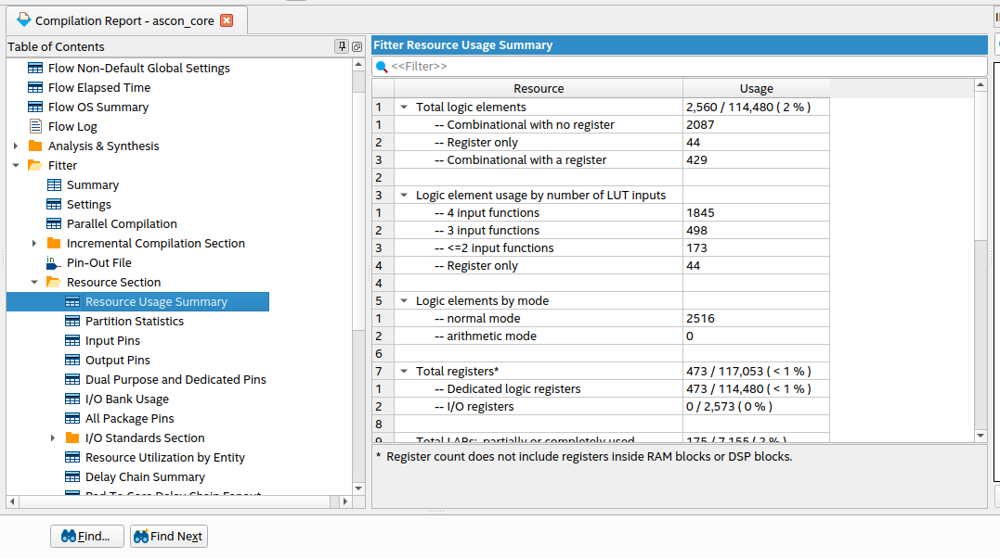 Compilation Report - ascon_core
Table of Contents
Flow Non-Default Global Settings
Flow Elapsed Time
Flow OS Summary
Flow Log
Analysis & Synthesis
Fitter
Summary
Settings
Parallel Compilation
Incremental Compilation Section
Pin-Out File
Resource Section
Resource Usage Summary
Partition Statistics
Input Pins
Output Pins
Dual Purpose and Dedicated Pins
I/O Bank Usage
All Package Pins
I/O Standards Section
Resource Utilization by Entity
Delay Chain Summary
Pad To Core Delay Chain Fanout
Fitter Resource Usage Summary
<<Filter>>
Resource Usage
1 Total logic elements 2,560 / 114,480 ( 2 % )
1 -- Combinational with no register 2087
2 -- Register only 44
3 -- Combinational with a register 429
2
3 Logic element usage by number of LUT inputs
1 -- 4 input functions 1845
2 -- 3 input functions 498
3 -- <=2 input functions 173
4 -- Register only 44
4
5 Logic elements by mode
1 -- normal mode 2516
2 -- arithmetic mode 0
6
7 Total registers* 473 / 117,053 ( < 1 % )
1 -- Dedicated logic registers 473 / 114,480 ( < 1 % )
2 -- I/O registers 0 / 2,573 ( 0 % )
8
9 Total LABs: partially or completely used 175 / 7,155 ( 2 % )
* Register count does not include registers inside RAM blocks or DSP blocks.
Find... Find Next